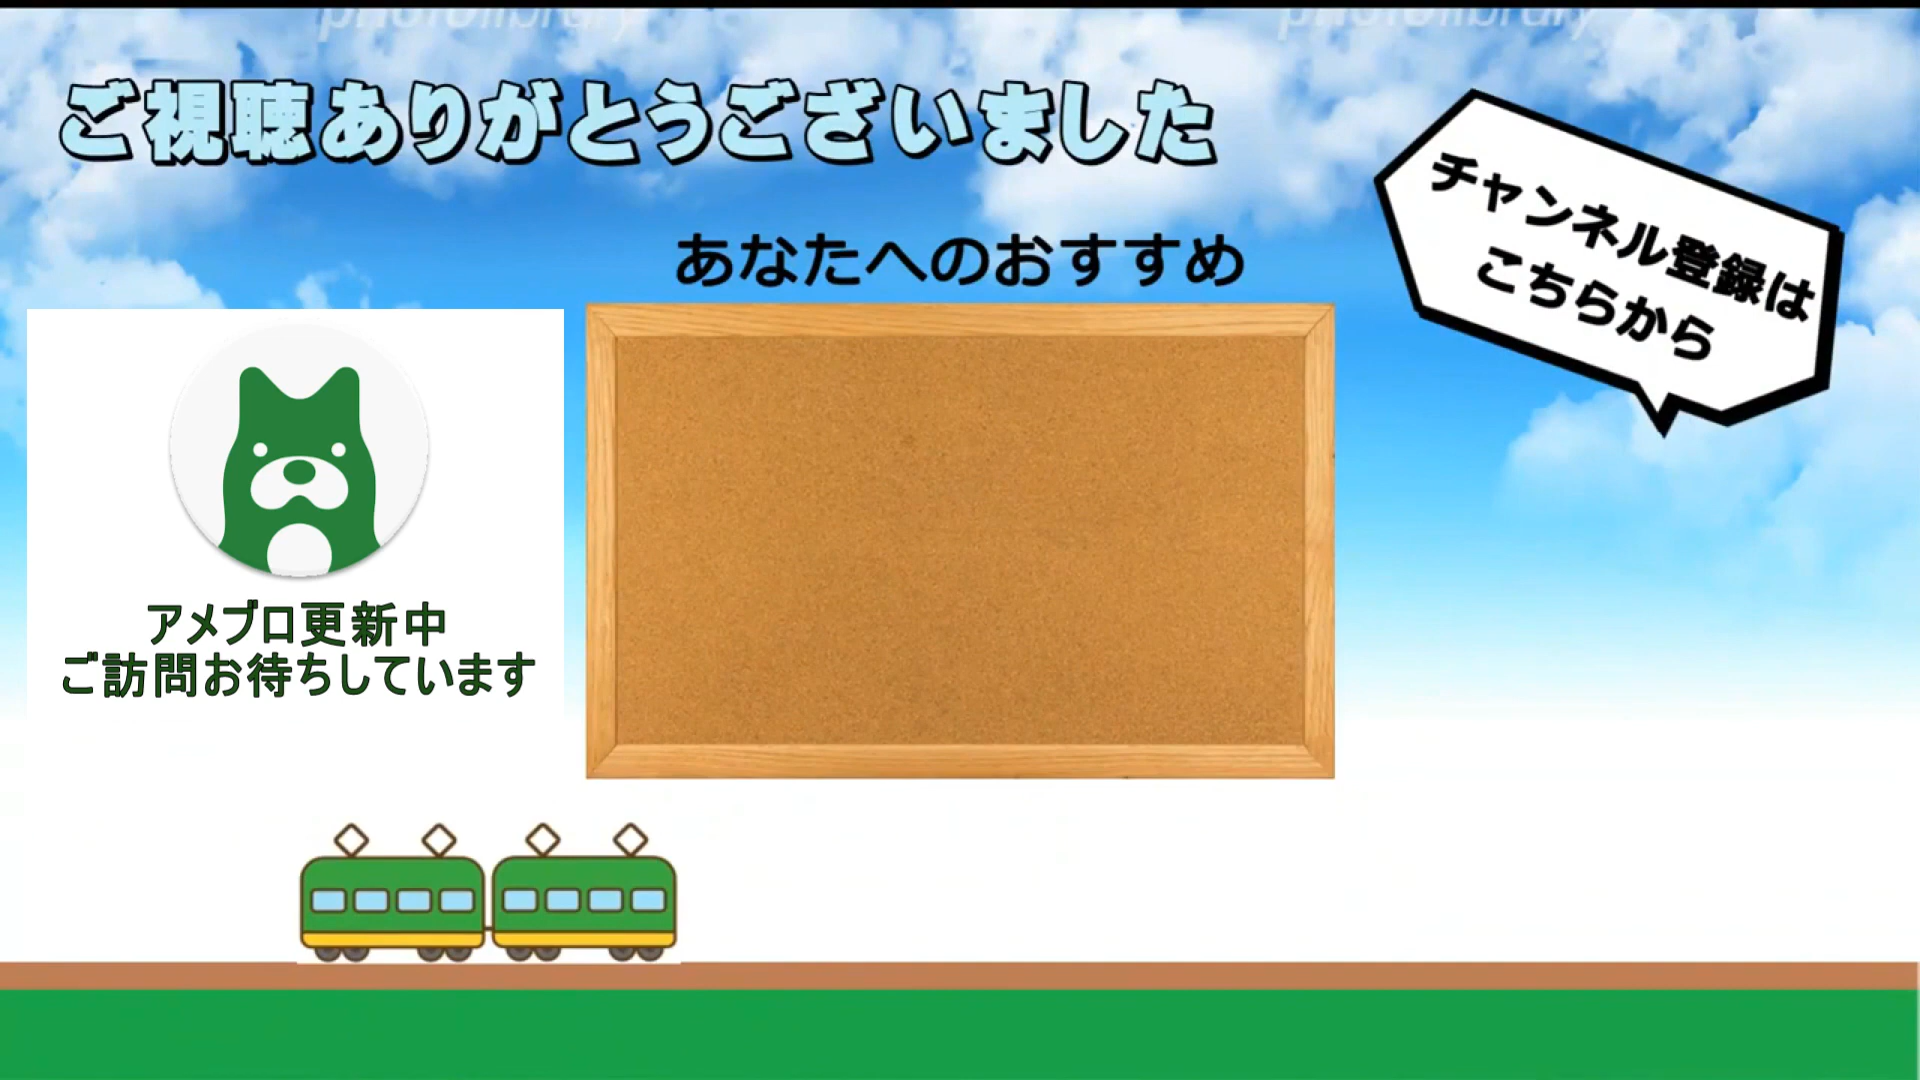 photolibrary photolibrary
ご視聴ありがとうございました
チャンネル登録は
こちらから
あなたへのおすすめ
アメブロ更新中
ご訪問お待ちしています